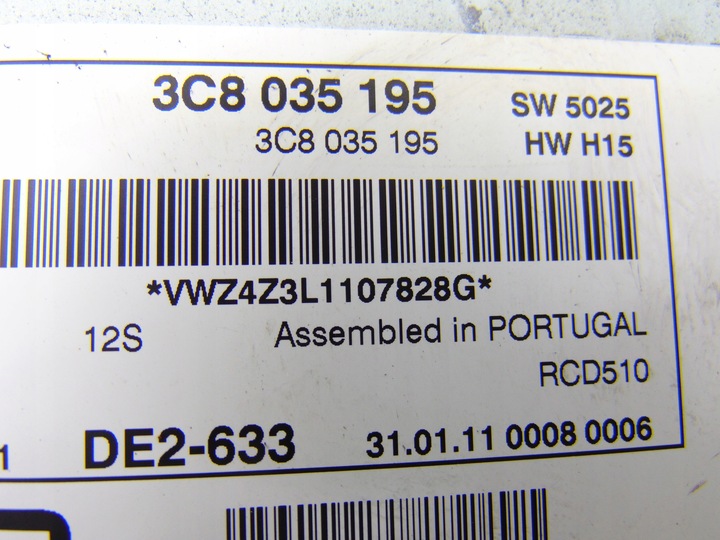 3C8 035 195 SW 5025
3C8 035 195 HW H15
*VWZ4Z3L1107828G*
12S Assembled in PORTUGAL
RCD510
1 DE2-633 31.01.11 0008 0006